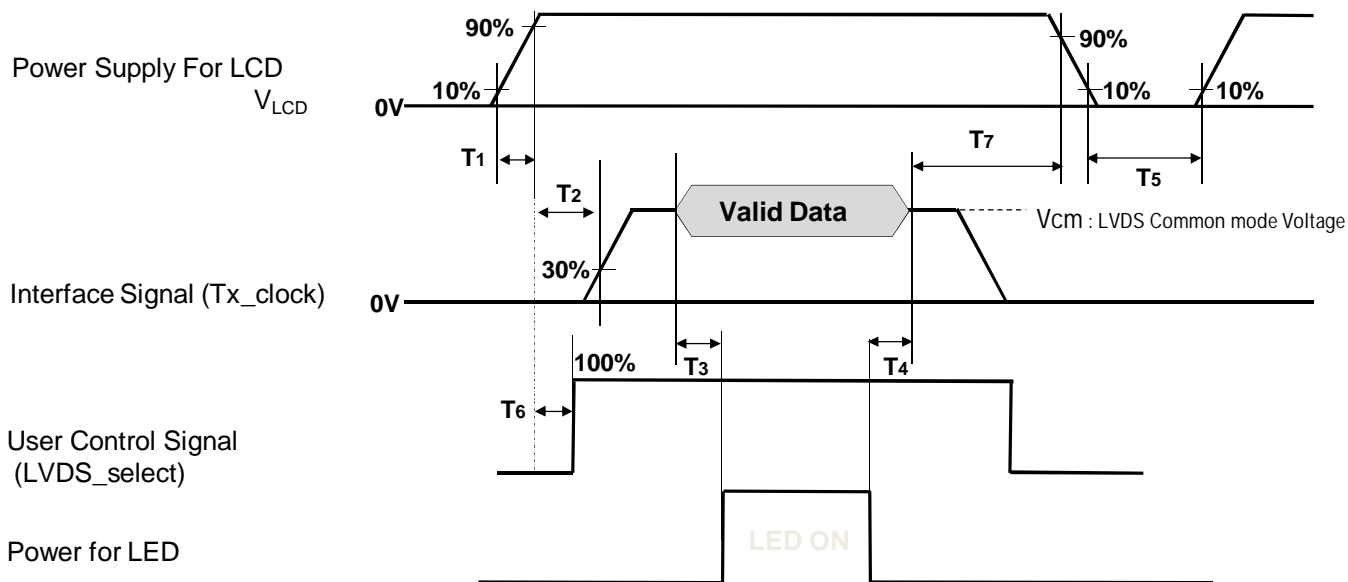 90%
90%
Power Supply For LCD
VLCD
10%
10%
10%
0V
T1
T7
T2
T5
Valid Data
Vcm : LVDS Common mode Voltage
30%
Interface Signal (Tx_clock)
0V
100%
T3
T4
T6
User Control Signal
(LVDS_select)
LED ON
Power for LED